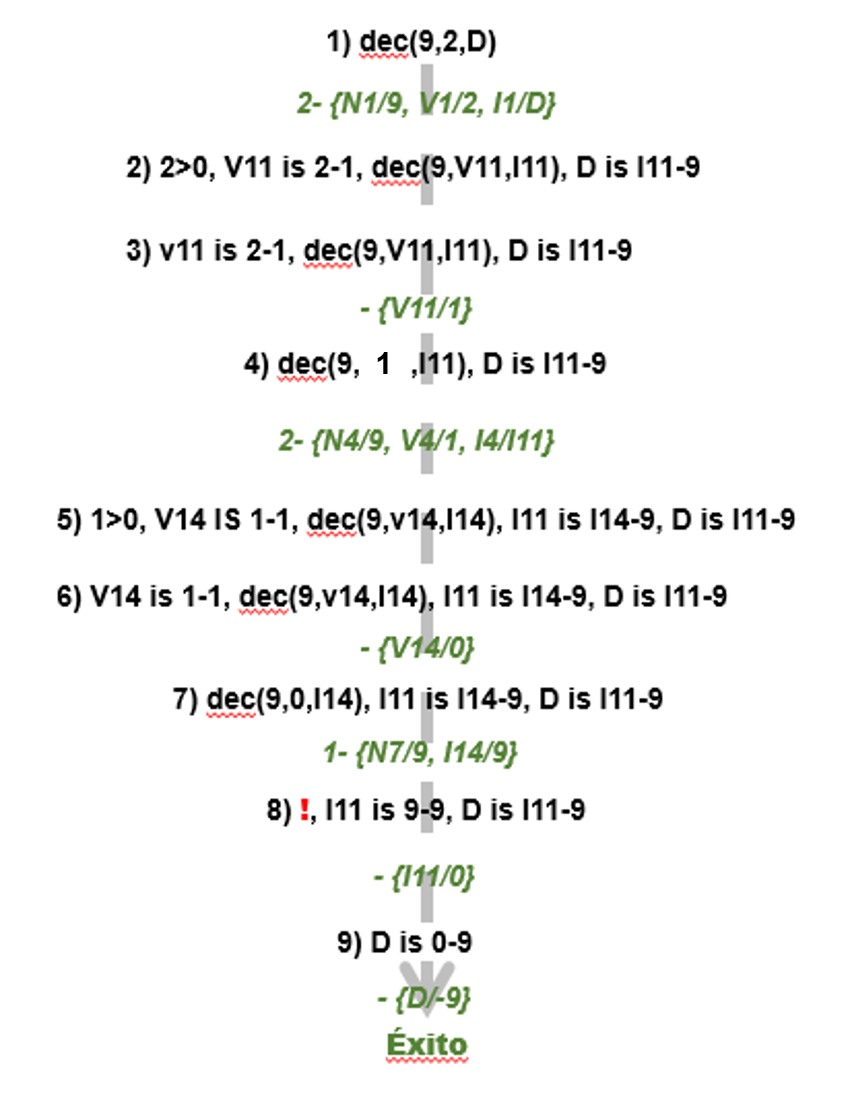 1) dec(9,2,D)
2- {N1/9, V1/2, I1/D}
2) 2>0, V11 is 2-1, dec(9,V11,I11), D is I11-9
3) v11 is 2-1, dec(9,V11,I11), D is I11-9
- {V11/1}
4) dec(9, 1 ,I11), D is I11-9
2- {N4/9, V4/1, I4/I11}
5) 1>0, V14 IS 1-1, dec(9,v14,I14), I11 is I14-9, D is I11-9
6) V14 is 1-1, dec(9,v14,I14), I11 is I14-9, D is I11-9
- {V14/0}
7) dec(9,0,I14), I11 is I14-9, D is I11-9
1- {N7/9, I14/9}
8) !, I11 is 9-9, D is I11-9
- {I11/0}
9) D is 0-9
- {D/-9}
Éxito